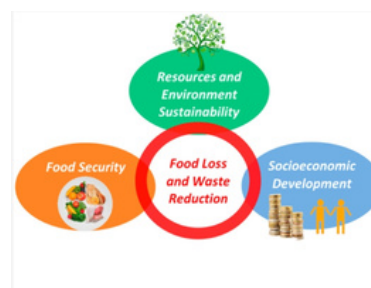 Resources and
Environment
Sustainability
Food Security
Food Loss
and Waste
Reduction
Socioeconomic
Development